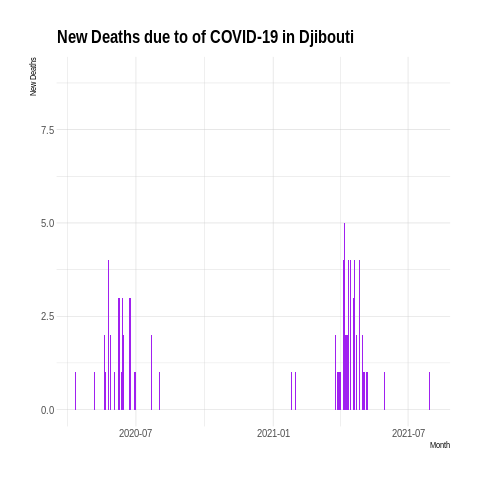 New Deaths due to of COVID-19 in Djibouti
New Deaths
7.5
5.0
2.5
0.0
2020-07
2021-01
2021-07
Month